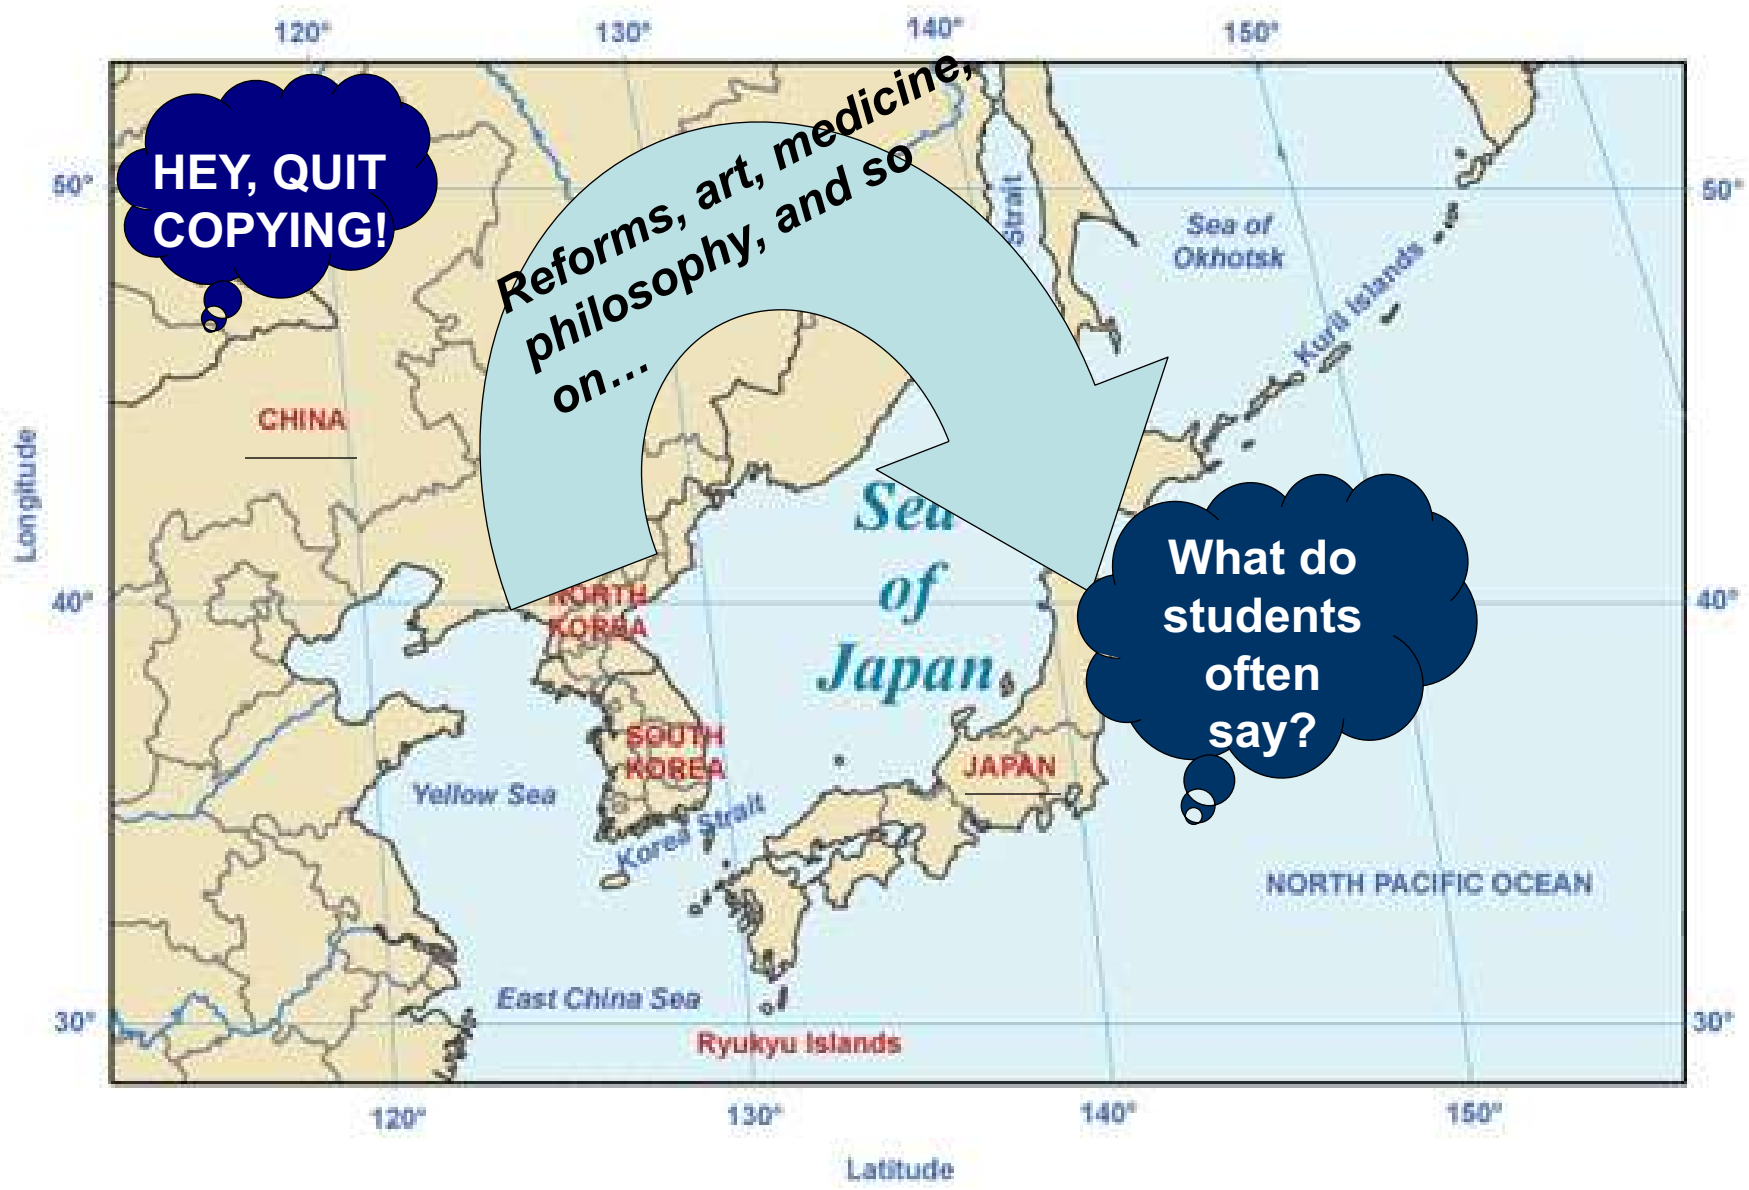 120°
130°
140°
150°
HEY, QUIT
COPYING!
Reforms, art, medicine,
philosophy, and so
on…
50°
50°
Strait
Sea of
Okhotsk
Kuril Islands
CHINA
Longitude
Sea
of
Japan
What do
students
often
say?
40°
40°
NORTH
KOREA
SOUTH
KOREA
JAPAN
Yellow Sea
Korea Strait
NORTH PACIFIC OCEAN
East China Sea
30°
30°
Ryukyu Islands
120°
130°
140°
150°
Latitude